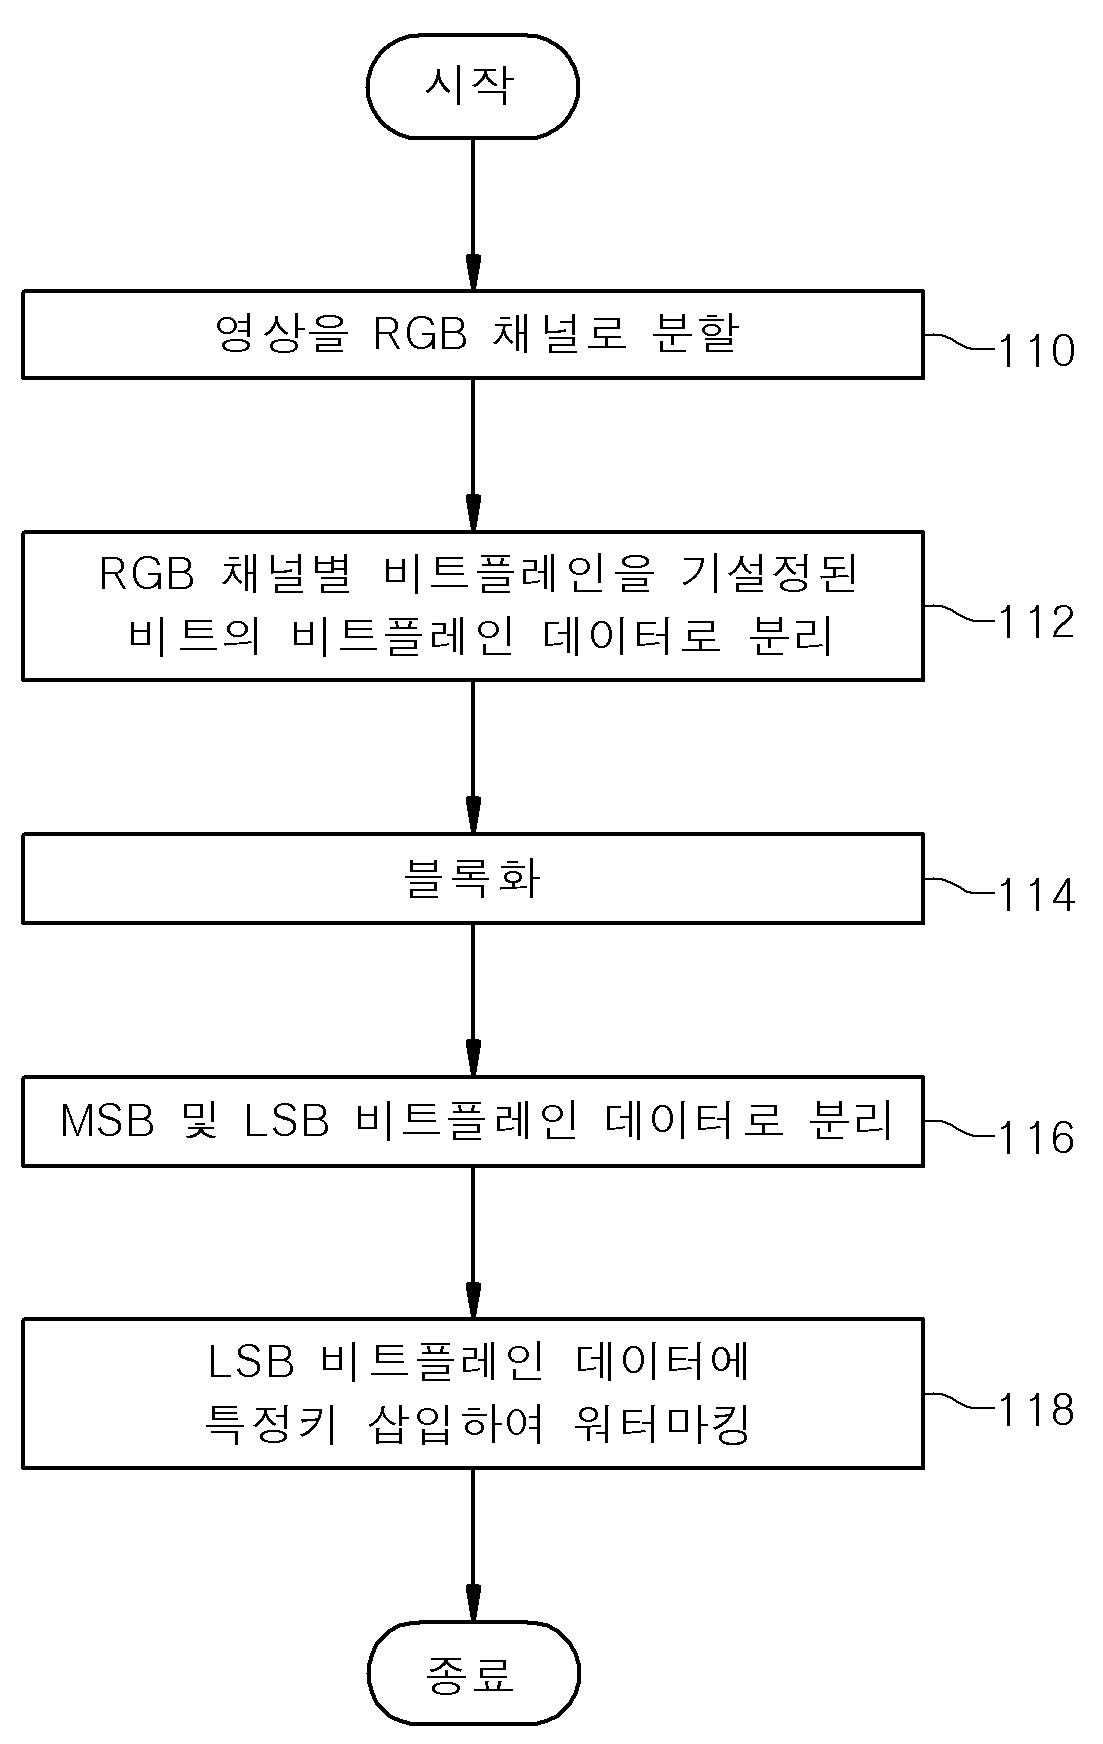 시작
영상을 RGB 채널로 분할
110
RGB 채널별 비트플레인을 기설정된
비트의 비트플레인 데이터로 분리
112
블록화
114
MSB 및 LSB 비트플레인 데이터로 분리
116
LSB 비트플레인 데이터에
특정키 삽입하여 워터마킹
118
종료